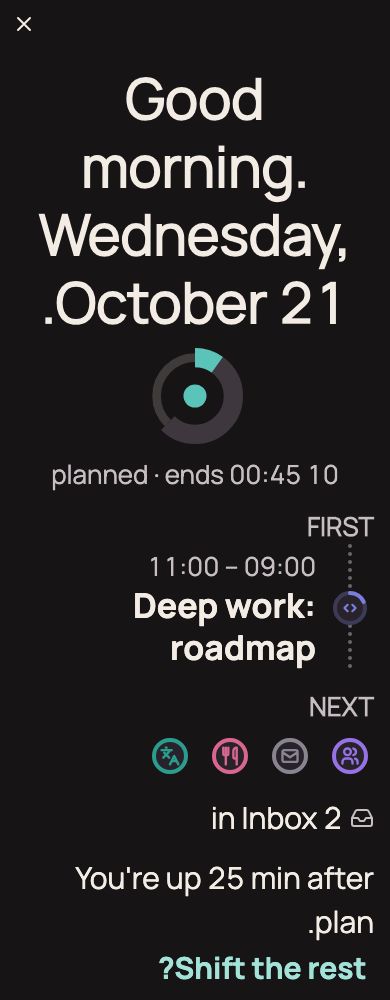 Good
morning.
Wednesday,
.October 21
planned · ends 00:45 10
FIRST
11:00 – 09:00
Deep work:
roadmap
NEXT
in Inbox 2
You're up 25 min after
.plan
?Shift the rest